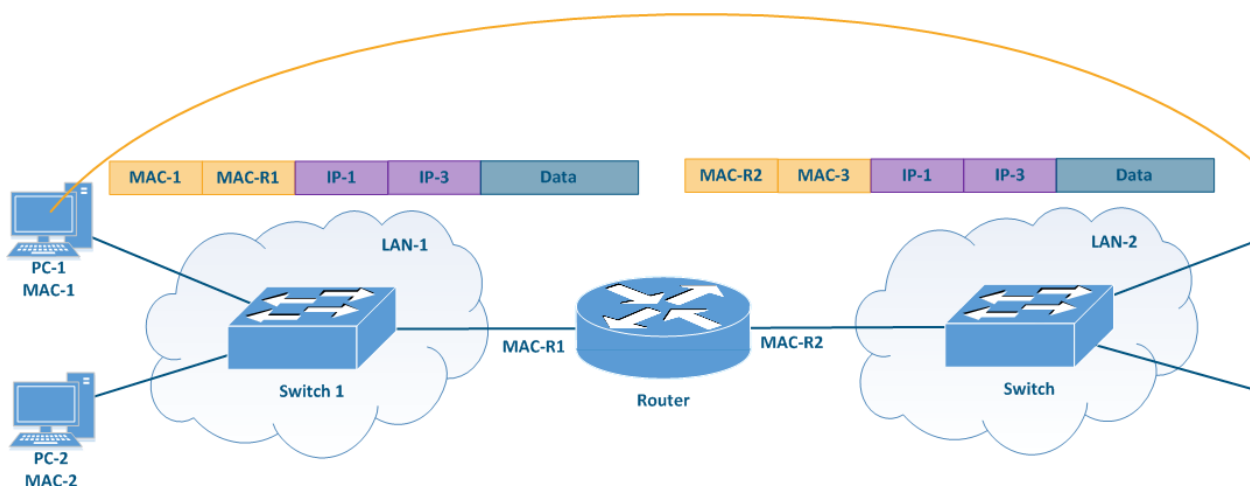 MAC-1 MAC-R1 IP-1 IP-3 Data
MAC-R2 MAC-3 IP-1 IP-3 Data
LAN-1
LAN-2
PC-1
MAC-1
MAC-R1
MAC-R2
Switch 1
Router
Switch
PC-2
MAC-2